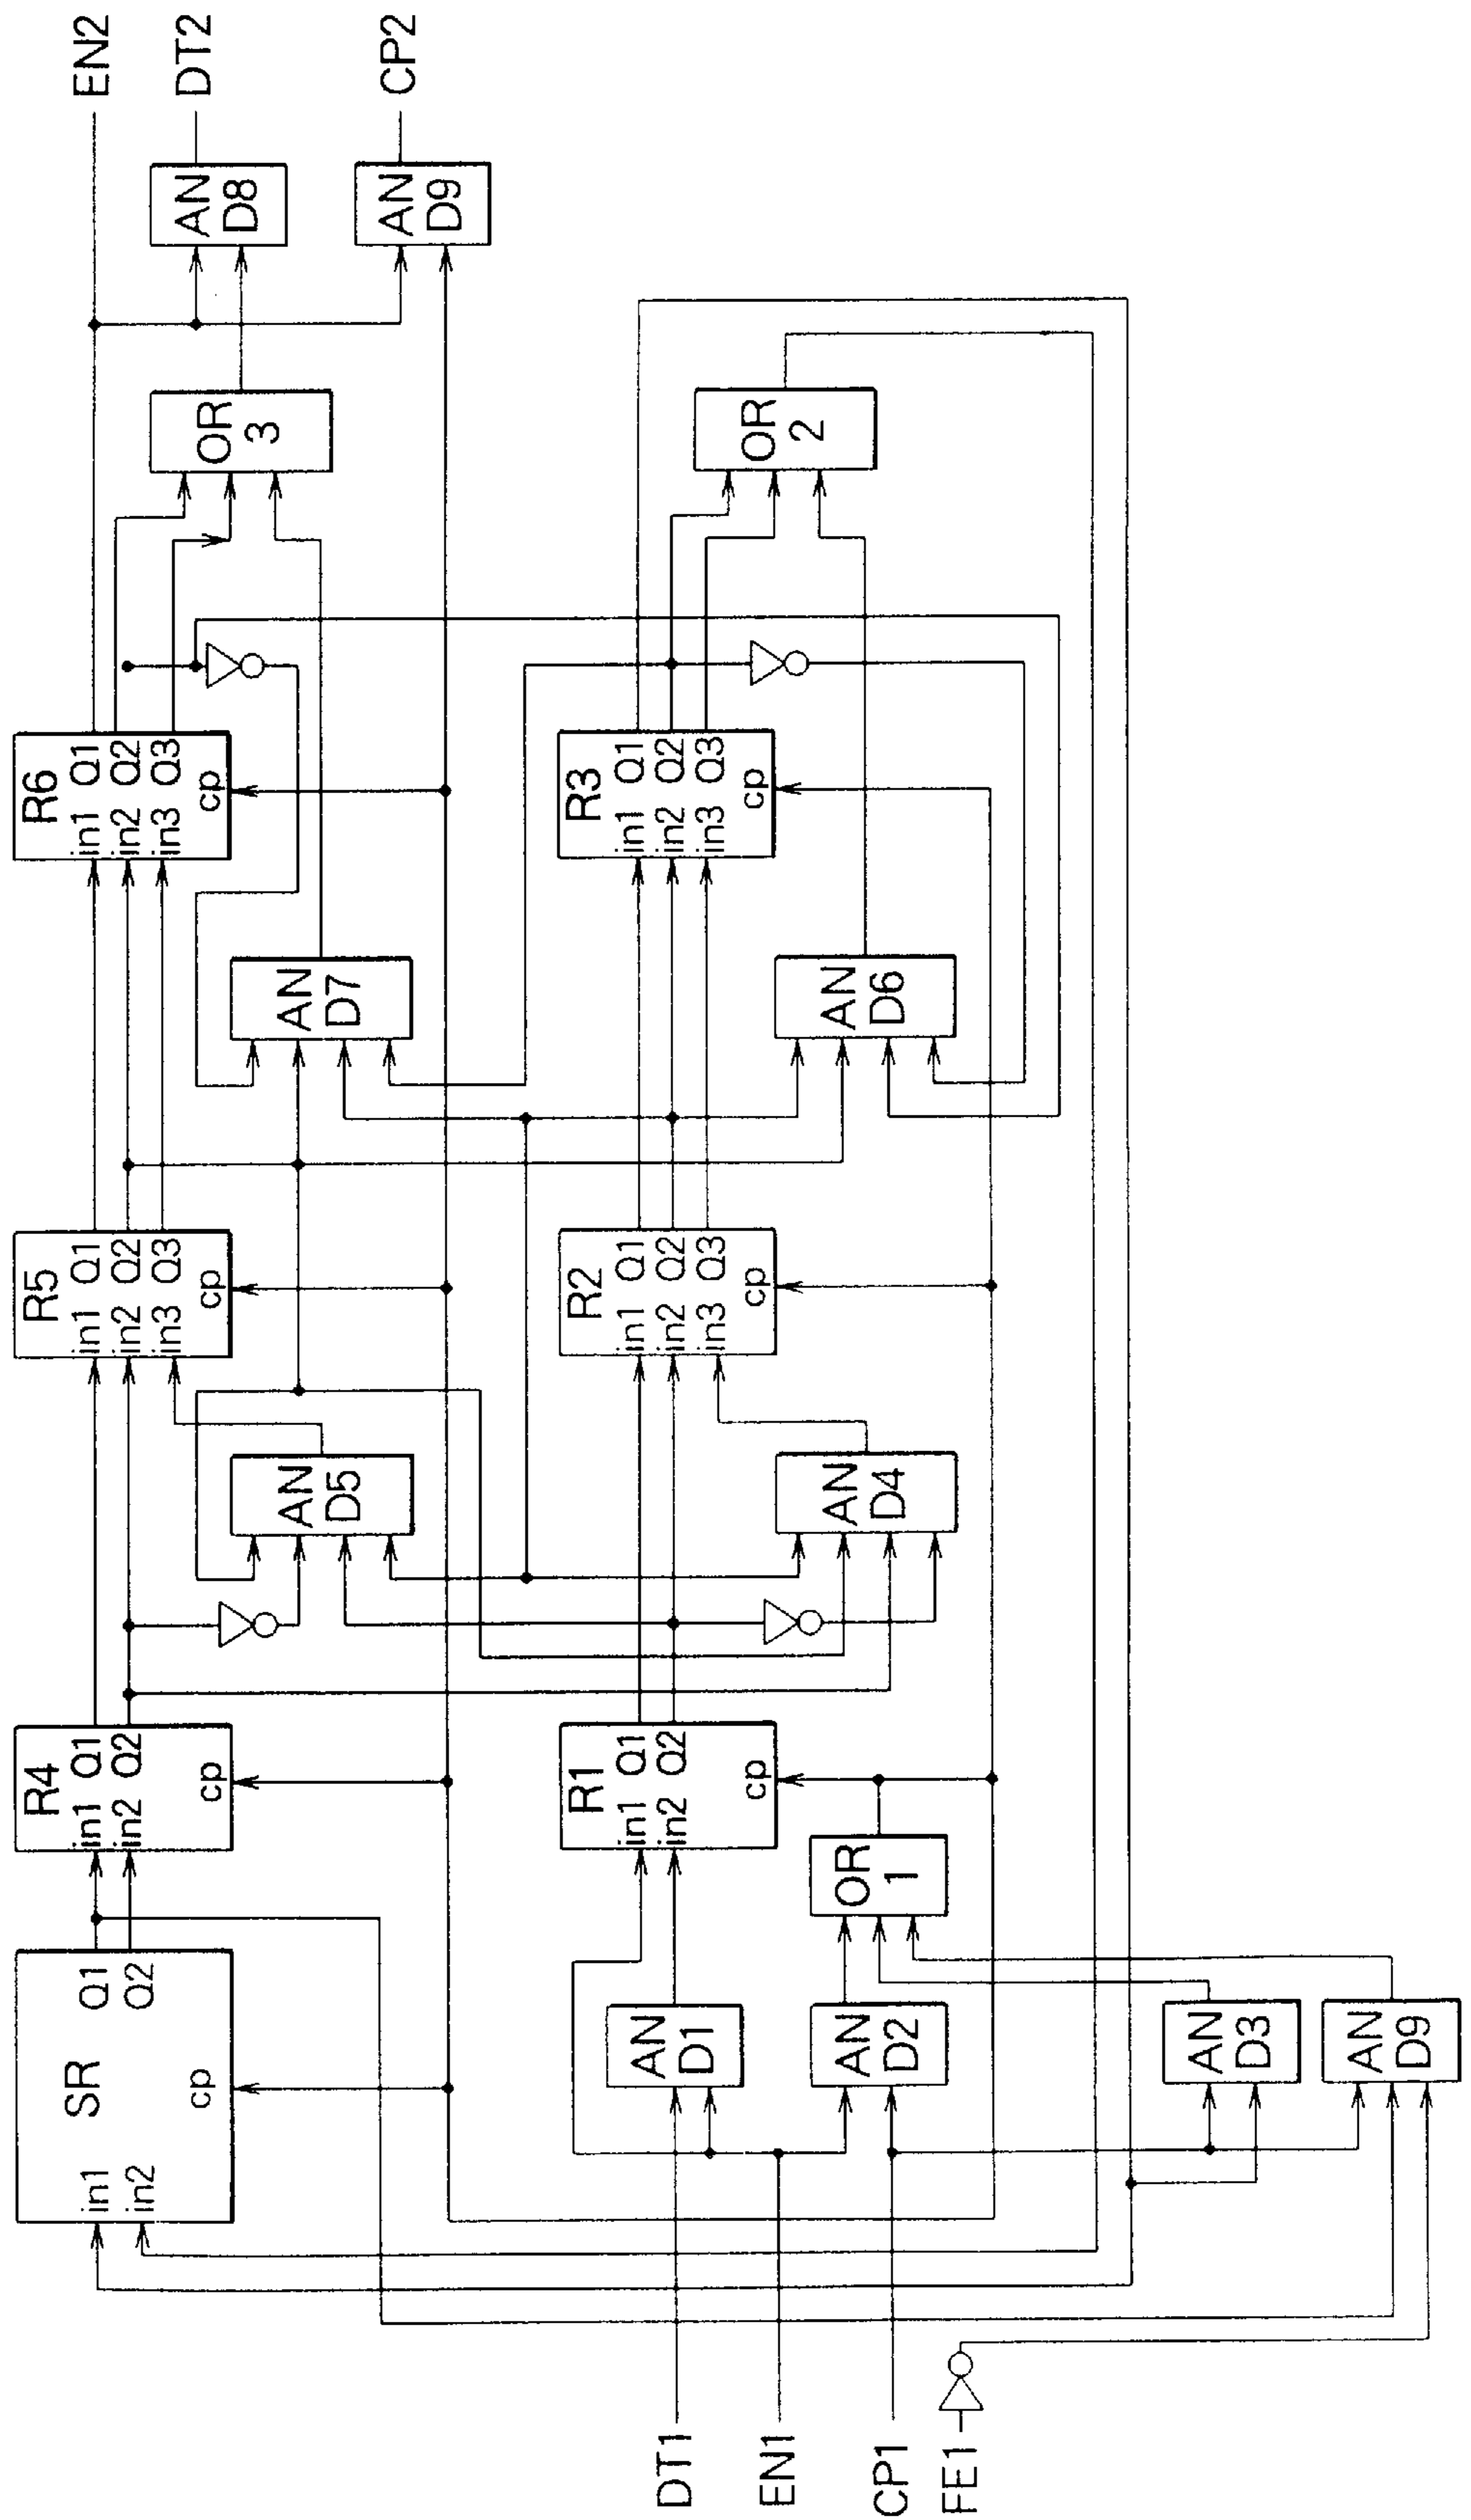 EN2
DT2
CP2
AN
D8
AN
D9
OR
3
OR
2
R6
in1 Q1
in2 Q2
in3 Q3
cp
R3
in1 Q1
in2 Q2
in3 Q3
cp
AN
D7
AN
D6
R5
in1 Q1
in2 Q2
in3 Q3
cp
R2
in1 Q1
in2 Q2
in3 Q3
cp
AN
D5
AN
D4
R4
in1 Q1
in2 Q2
cp
R1
in1 Q1
in2 Q2
cp
OR
1
SR
in1 Q1
in2 Q2
cp
AN
D1
AN
D2
AN
D3
AN
D9
DT1
EN1
CP1
FE1